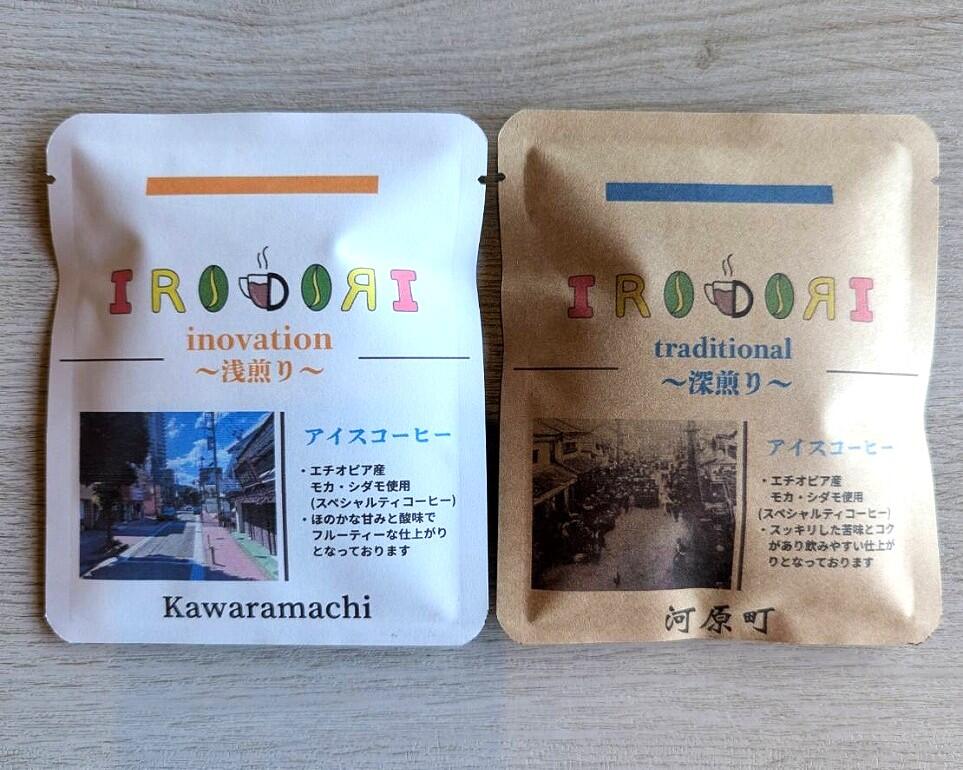 IRODORI
inovation
～浅煎り～
アイスコーヒー
・エチオピア産
モカ・シダモ使用
(スペシャルティコーヒー)
・ほのかな甘みと酸味で
フルーティーな仕上がり
となっております
Kawaramachi
IRODORI
traditional
～深煎り～
アイスコーヒー
・エチオピア産
モカ・シダモ使用
(スペシャルティコーヒー)
・スッキリした苦味とコク
があり飲みやすい仕上が
りとなっております
河原町